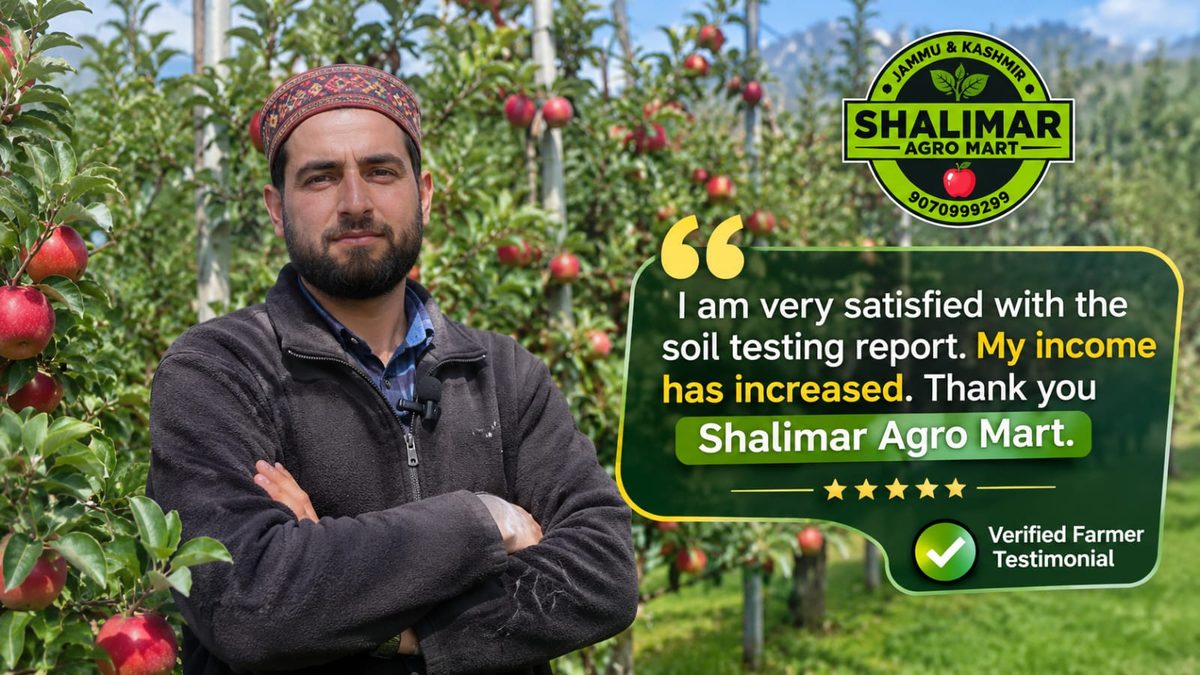 JAMMU & KASHMIR
SHALIMAR
AGRO MART
9070999299
“
I am very satisfied with the
soil testing report. My income
has increased. Thank you
Shalimar Agro Mart.
Verified Farmer
Testimonial